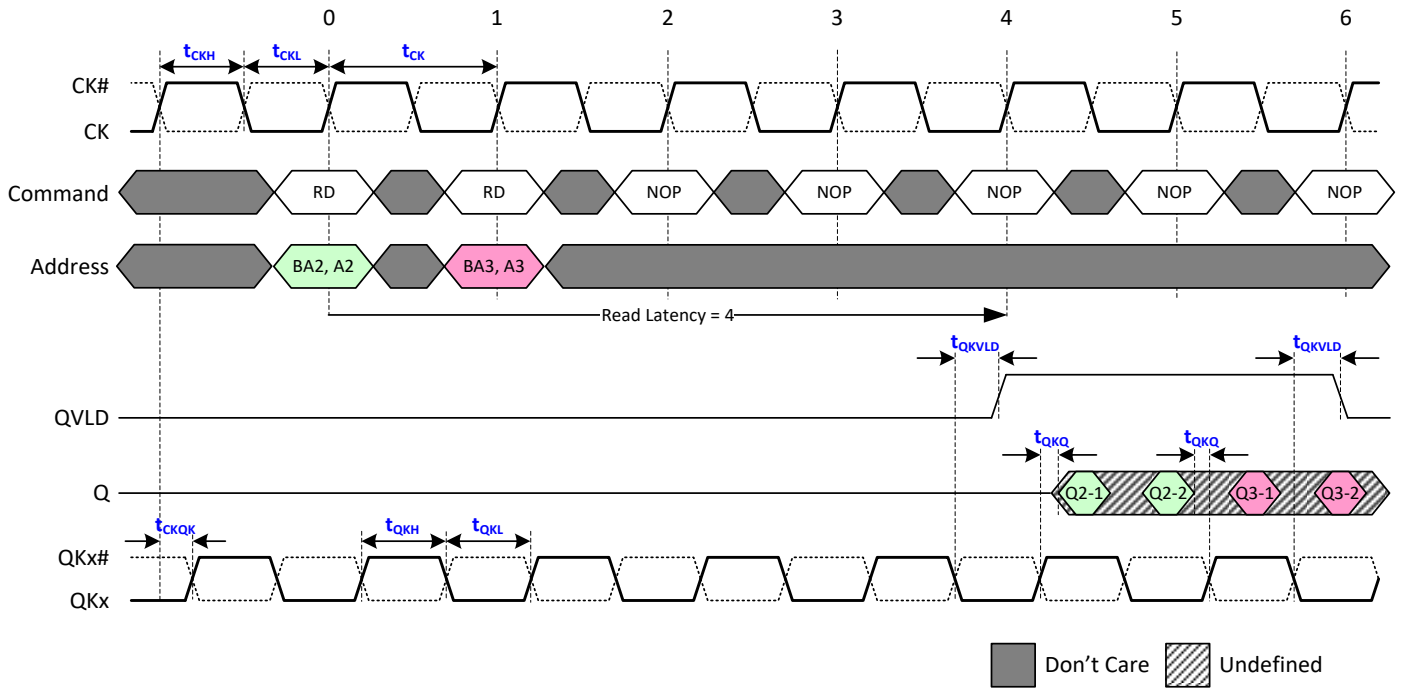 0 1 2 3 4 5 6
tCKH tCKL tCK
CK#
CK
Command RD RD NOP NOP NOP NOP NOP
Address BA2, A2 BA3, A3
Read Latency = 4
tQKVLD tQKVLD
QVLD
tQKQ tQKQ
Q Q2-1 Q2-2 Q3-1 Q3-2
tCKQK tQKH tQKL
QKx#
QKx
Don't Care Undefined